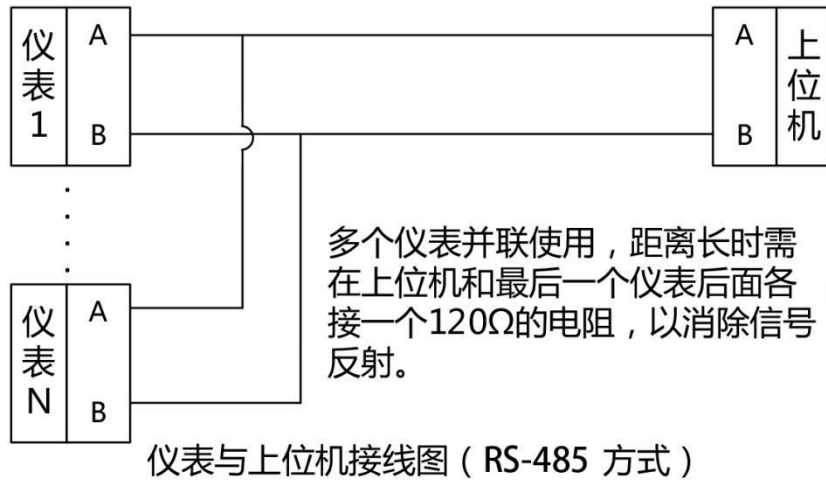 仪表1
A
B
A
B
上位机
仪表N
A
B
多个仪表并联使用，距离长时需
在上位机和最后一个仪表后面各
接一个120Ω的电阻，以消除信号
反射。
仪表与上位机接线图（RS-485 方式）